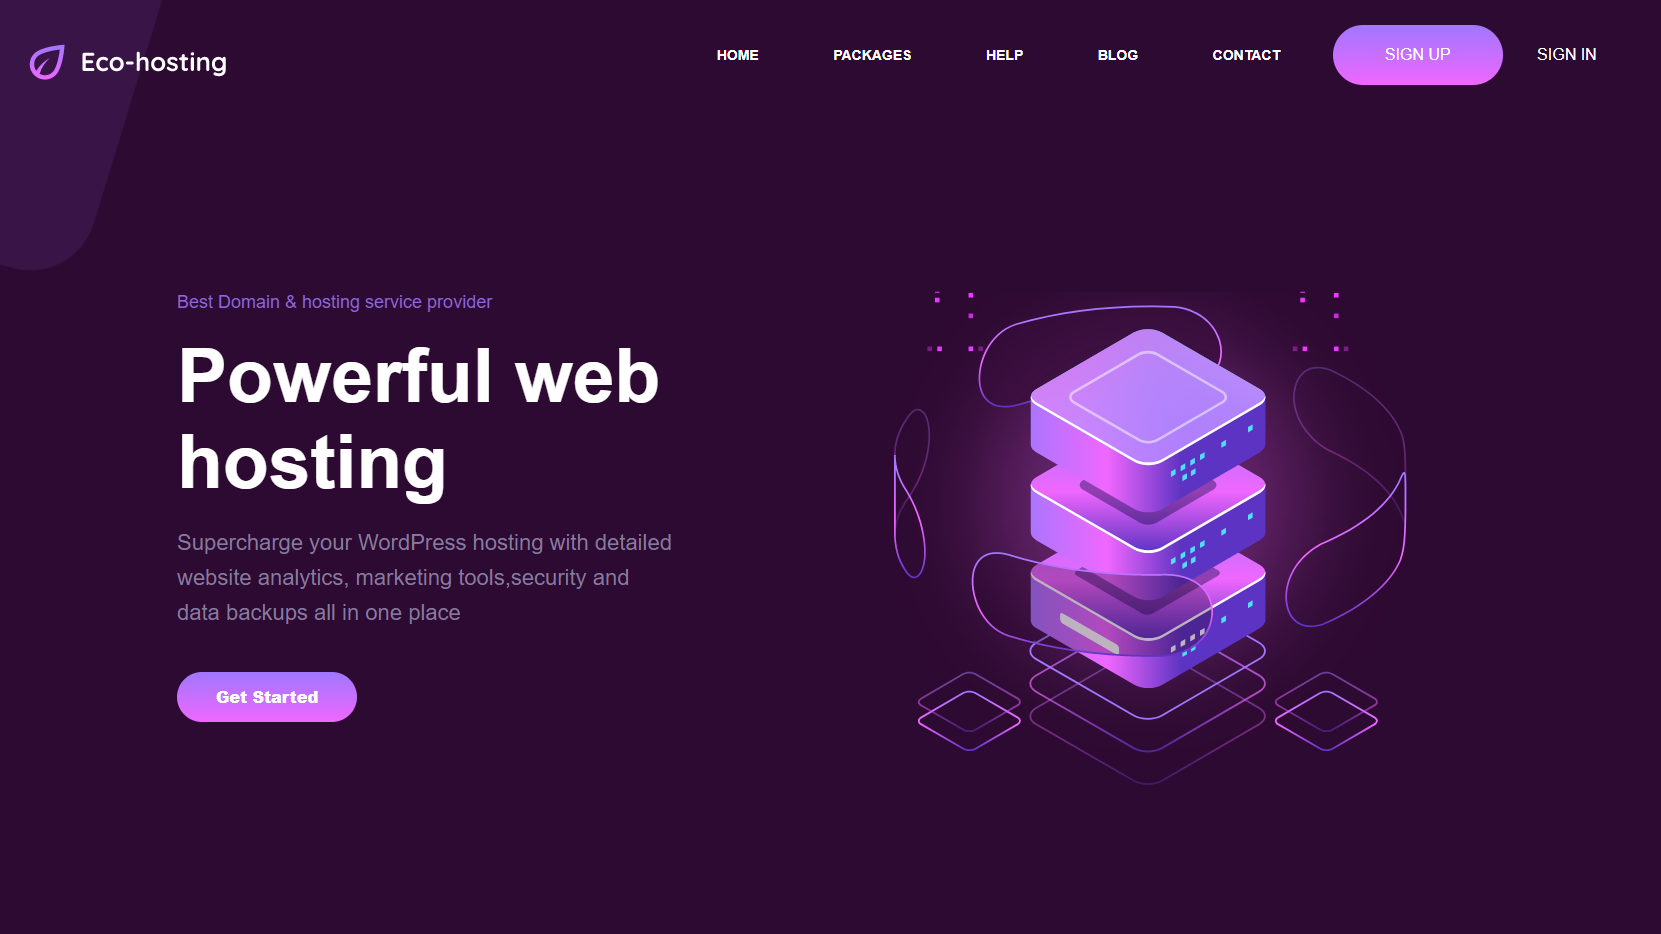 Eco-hosting
HOME
PACKAGES
HELP
BLOG
CONTACT
SIGN UP
SIGN IN
Best Domain & hosting service provider
Powerful web
hosting
Supercharge your WordPress hosting with detailed
website analytics, marketing tools,security and
data backups all in one place
Get Started